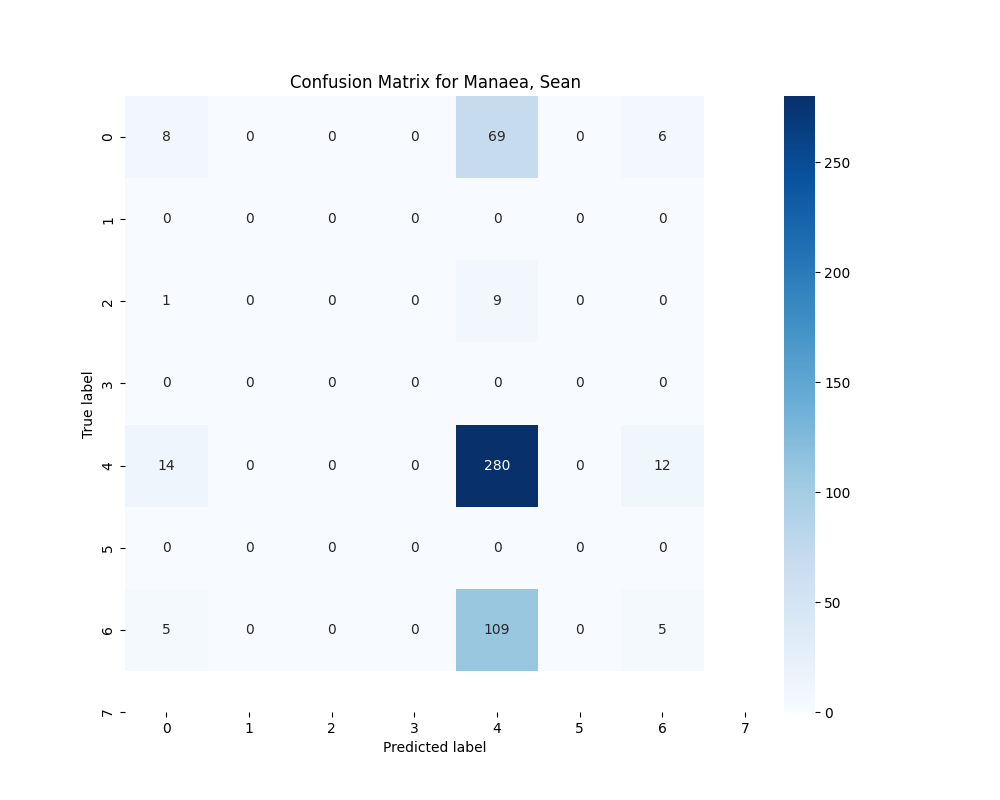 Confusion Matrix for Manaea, Sean
0 8 0 0 0 69 0 6
1 0 0 0 0 0 0 0
2 1 0 0 0 9 0 0
3 0 0 0 0 0 0 0
4 14 0 0 0 280 0 12
5 0 0 0 0 0 0 0
6 5 0 0 0 109 0 5
7
0 1 2 3 4 5 6 7
Predicted label
True label
250
200
150
100
50
0